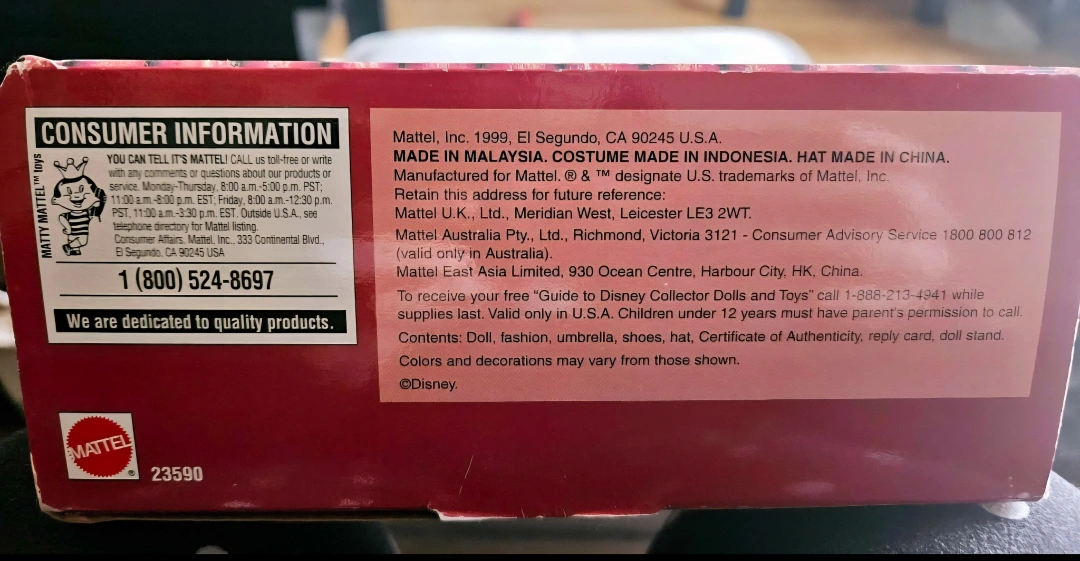 CONSUMER INFORMATION
MATTY MATTEL™ toys
YOU CAN TELL IT'S MATTEL! CALL us toll-free or write
with any comments or questions about our products or
service. Monday-Thursday, 8:00 a.m.-5:00 p.m. PST;
11:00 a.m.-8:00 p.m. EST; Friday, 8:00 a.m.-12:30 p.m.
PST, 11:00 a.m.-3:30 p.m. EST. Outside U.S.A., see
telephone directory for Mattel listing.
Consumer Affairs, Mattel, Inc., 333 Continental Blvd.,
El Segundo, CA 90245 USA
1 (800) 524-8697
We are dedicated to quality products.
MATTEL
®
23590
Mattel, Inc. 1999, El Segundo, CA 90245 U.S.A.
MADE IN MALAYSIA. COSTUME MADE IN INDONESIA. HAT MADE IN CHINA.
Manufactured for Mattel. ® & ™ designate U.S. trademarks of Mattel, Inc.
Retain this address for future reference:
Mattel U.K., Ltd., Meridian West, Leicester LE3 2WT.
Mattel Australia Pty., Ltd., Richmond, Victoria 3121 - Consumer Advisory Service 1800 800 812
(valid only in Australia).
Mattel East Asia Limited, 930 Ocean Centre, Harbour City, HK, China.
To receive your free "Guide to Disney Collector Dolls and Toys" call 1-888-213-4941 while
supplies last. Valid only in U.S.A. Children under 12 years must have parent's permission to call.
Contents: Doll, fashion, umbrella, shoes, hat, Certificate of Authenticity, reply card, doll stand.
Colors and decorations may vary from those shown.
©Disney.